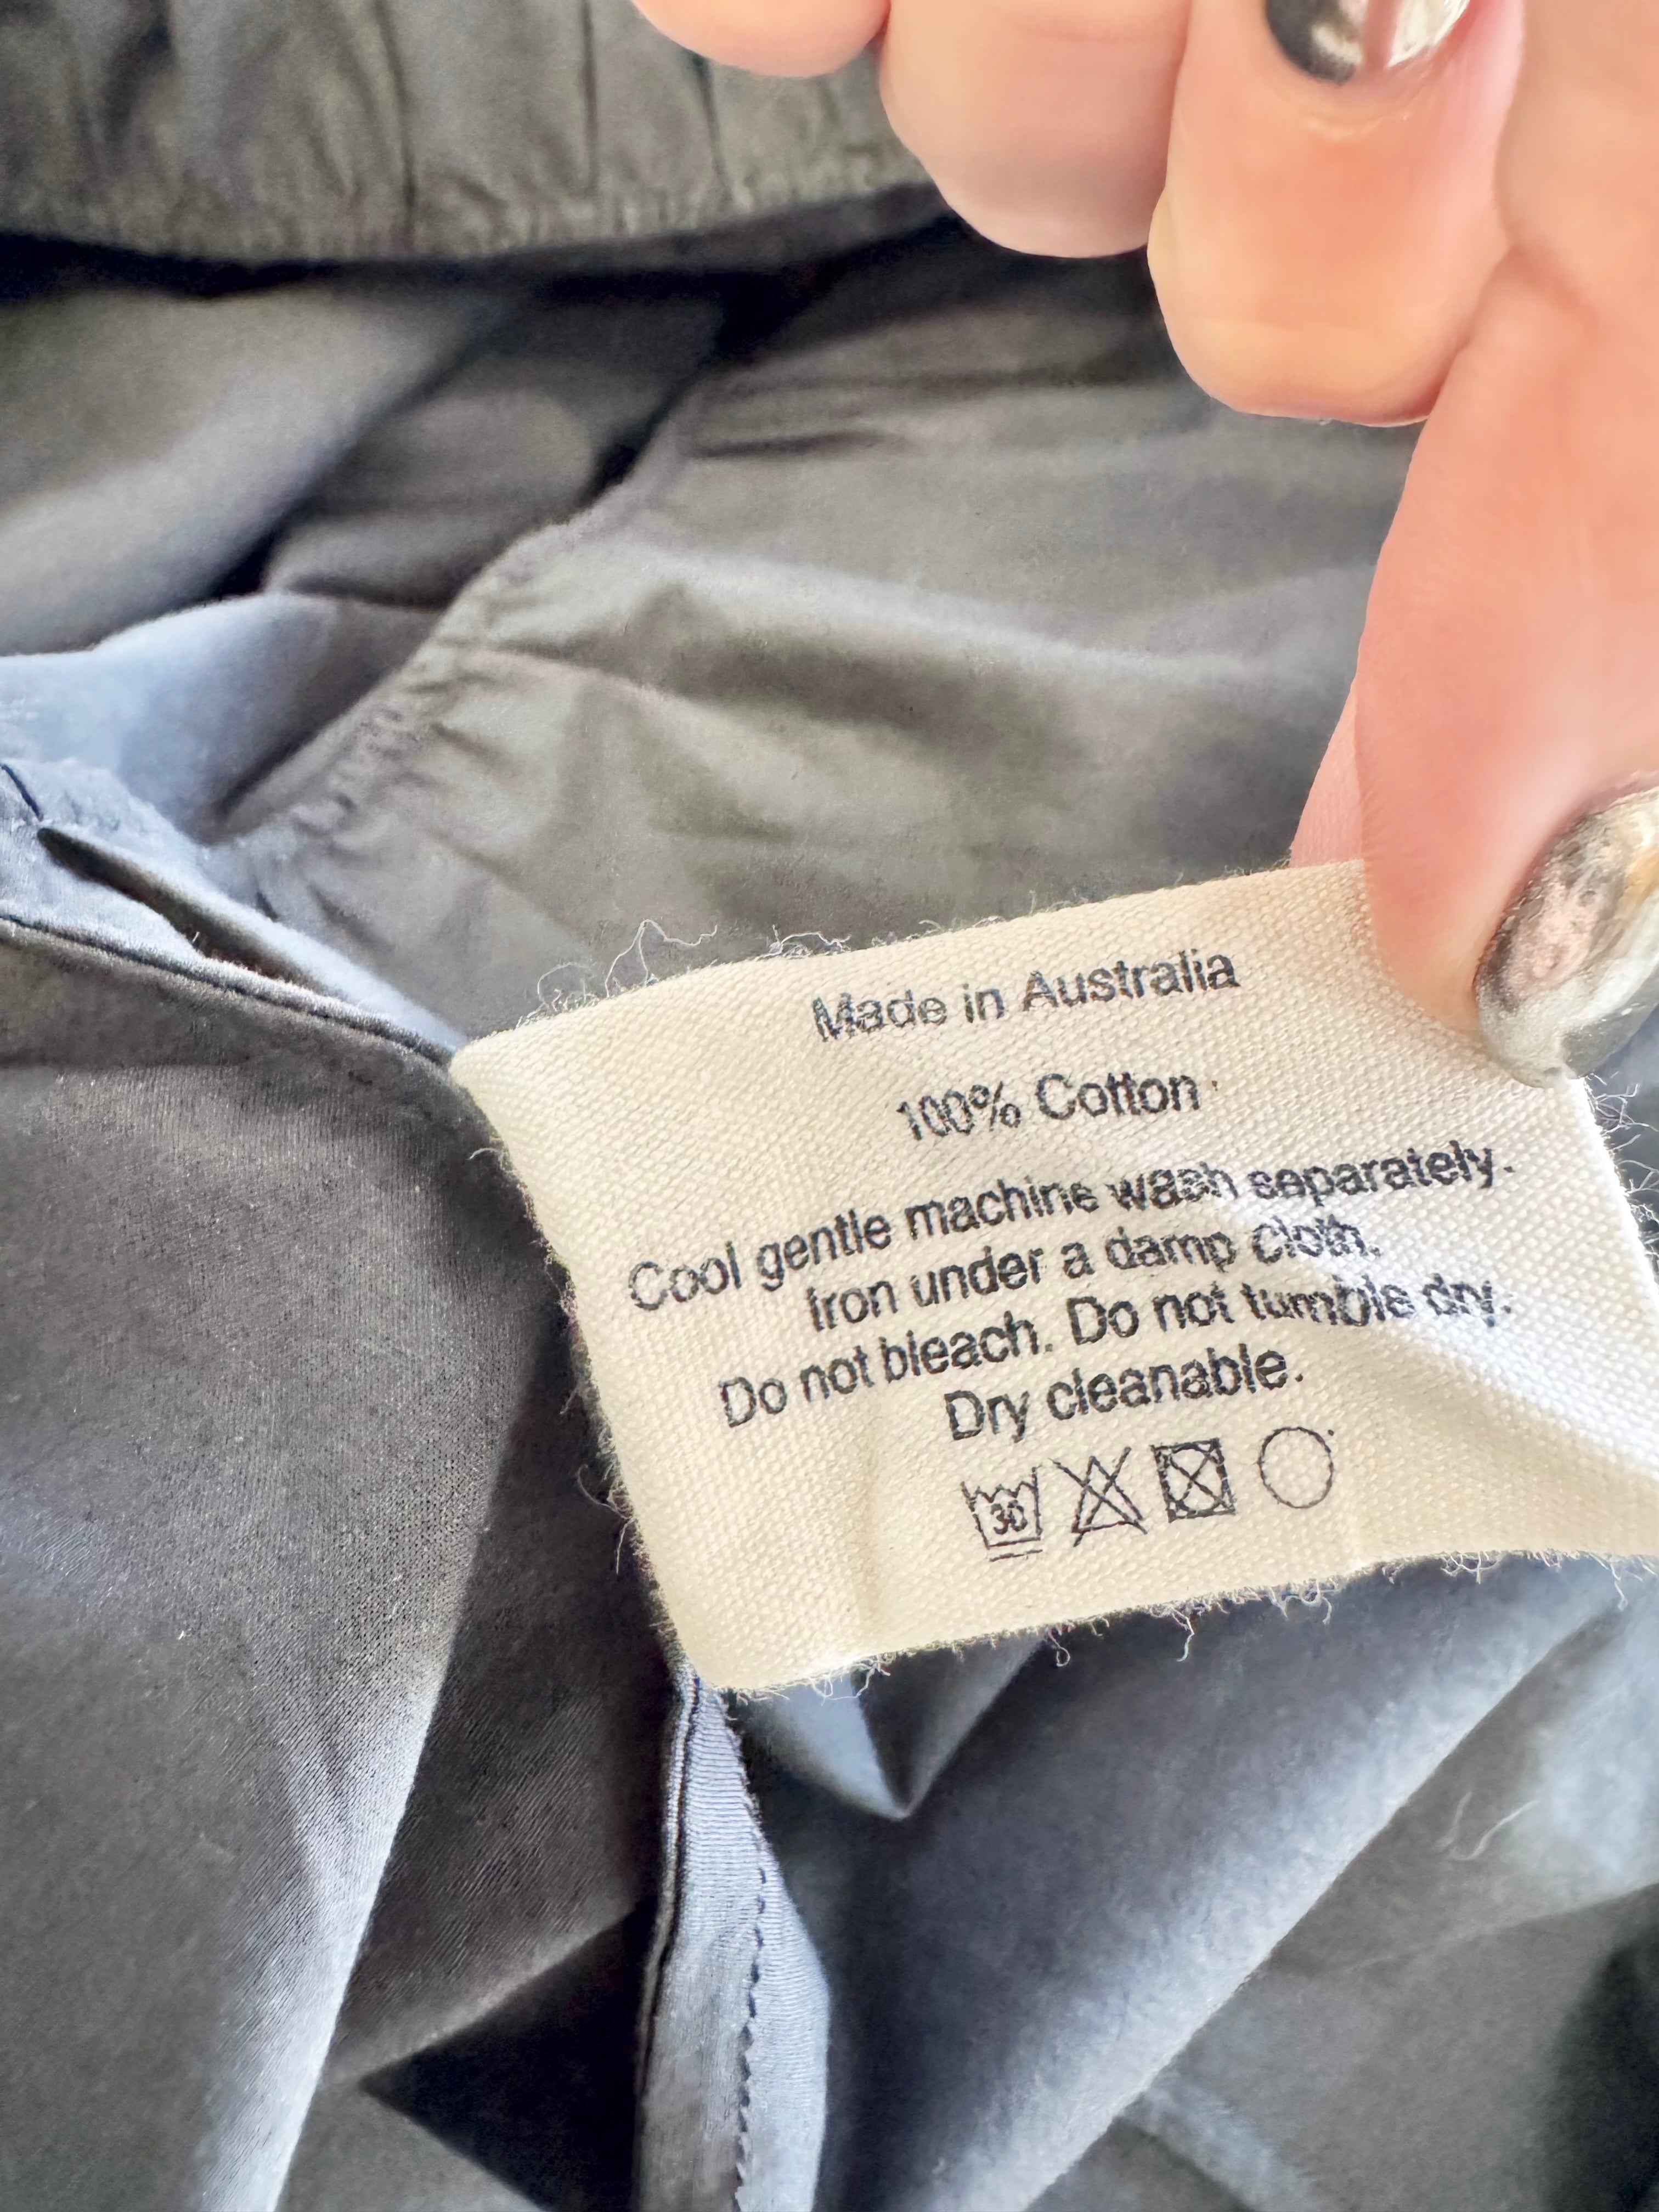 Made in Australia
100% Cotton
Cool gentle machine wash separately.
Iron under a damp cloth.
Do not bleach. Do not tumble dry.
Dry cleanable.
30